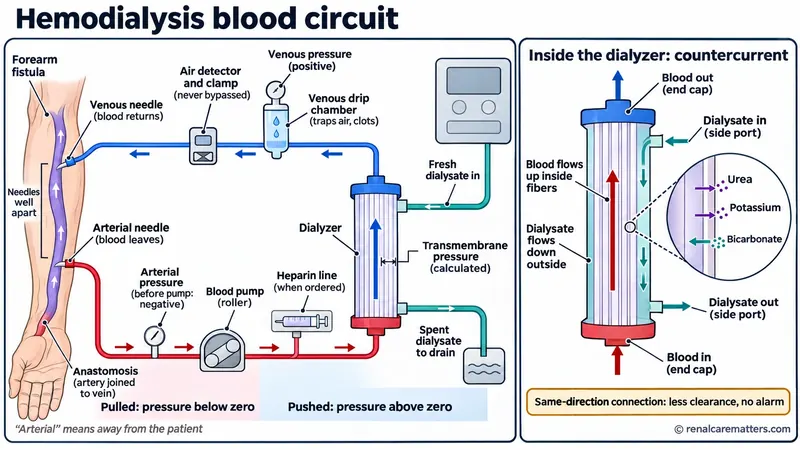 Hemodialysis blood circuit
Forearm
fistula
Venous needle
(blood returns)
Air detector
and clamp
(never bypassed)
Venous pressure
(positive)
Venous drip
chamber
(traps air, clots)
Needles
well
apart
Fresh
dialysate in
Dialyzer
Transmembrane
pressure
(calculated)
Arterial needle
(blood leaves)
Arterial
pressure
(before pump:
negative)
Blood pump
(roller)
Heparin line
(when ordered)
Spent
dialysate
to drain
Anastomosis
(artery joined
to vein)
Pulled: pressure below zero
Pushed: pressure above zero
"Arterial" means away from the patient
Inside the dialyzer: countercurrent
Blood out
(end cap)
Dialysate in
(side port)
Blood flows
up inside
fibers
Urea
Potassium
Bicarbonate
Dialysate
flows down
outside
Dialysate out
(side port)
Blood in
(end cap)
Same-direction connection: less clearance, no alarm
© renalcarematters.com